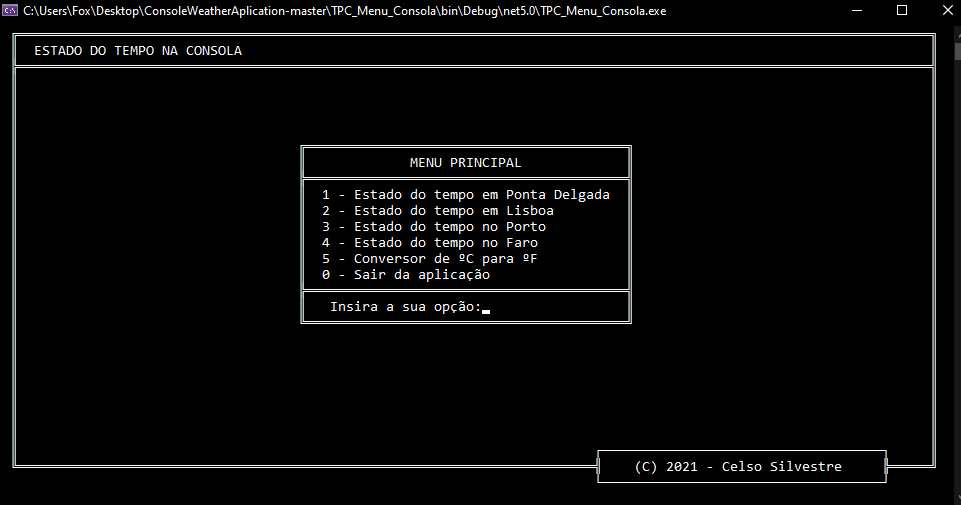 C:\Users\Fox\Desktop\ConsoleWeatherAplication-master\TPC_Menu_Consola\bin\Debug\net5.0\TPC_Menu_Consola.exe
ESTADO DO TEMPO NA CONSOLA
MENU PRINCIPAL
1 - Estado do tempo em Ponta Delgada
2 - Estado do tempo em Lisboa
3 - Estado do tempo no Porto
4 - Estado do tempo no Faro
5 - Conversor de ºC para ºF
0 - Sair da aplicação
Insira a sua opção:
(C) 2021 - Celso Silvestre